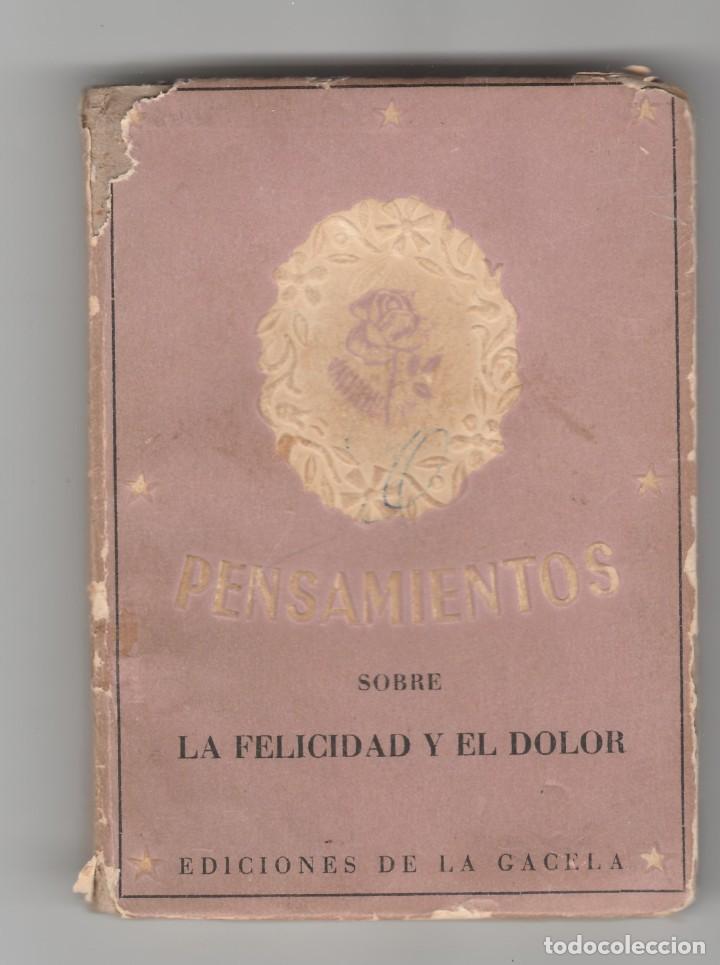 PENSAMIENTOS
SOBRE
LA FELICIDAD Y EL DOLOR
EDICIONES DE LA GACELA
todocoleccion